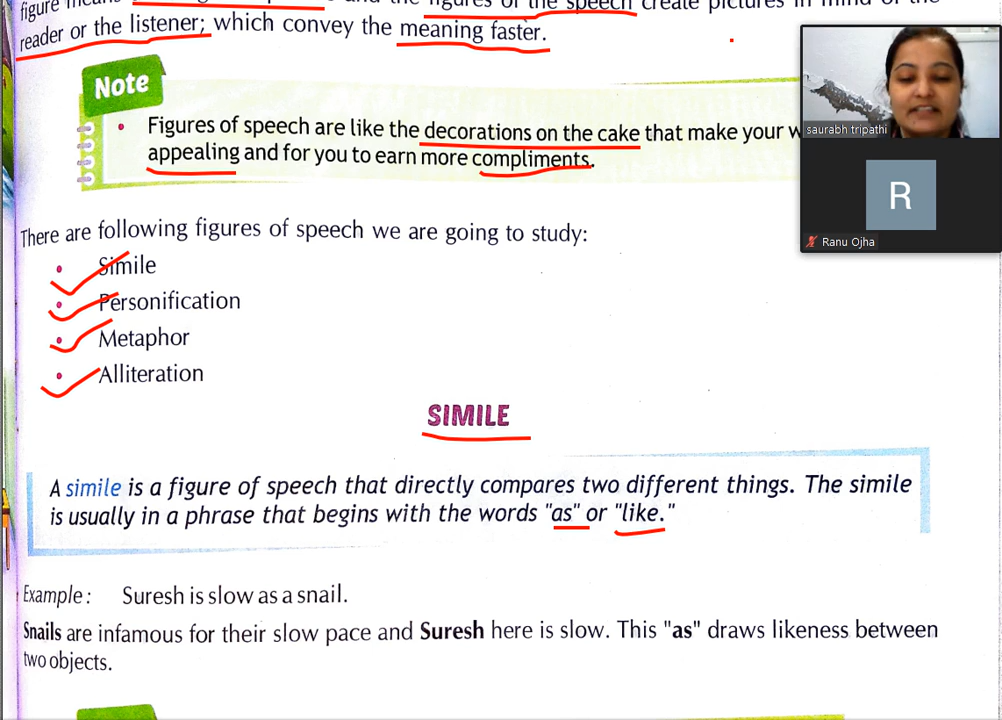 reader or the listener; which convey the meaning faster.
Note
• Figures of speech are like the decorations on the cake that make your
appealing and for you to earn more compliments.
There are following figures of speech we are going to study:
• Simile
• Personification
• Metaphor
• Alliteration
SIMILE
A simile is a figure of speech that directly compares two different things. The simile
is usually in a phrase that begins with the words "as" or "like."
Example: Suresh is slow as a snail.
Snails are infamous for their slow pace and Suresh here is slow. This "as" draws likeness between
two objects.
saurabh tripathi
R
Ranu Ojha